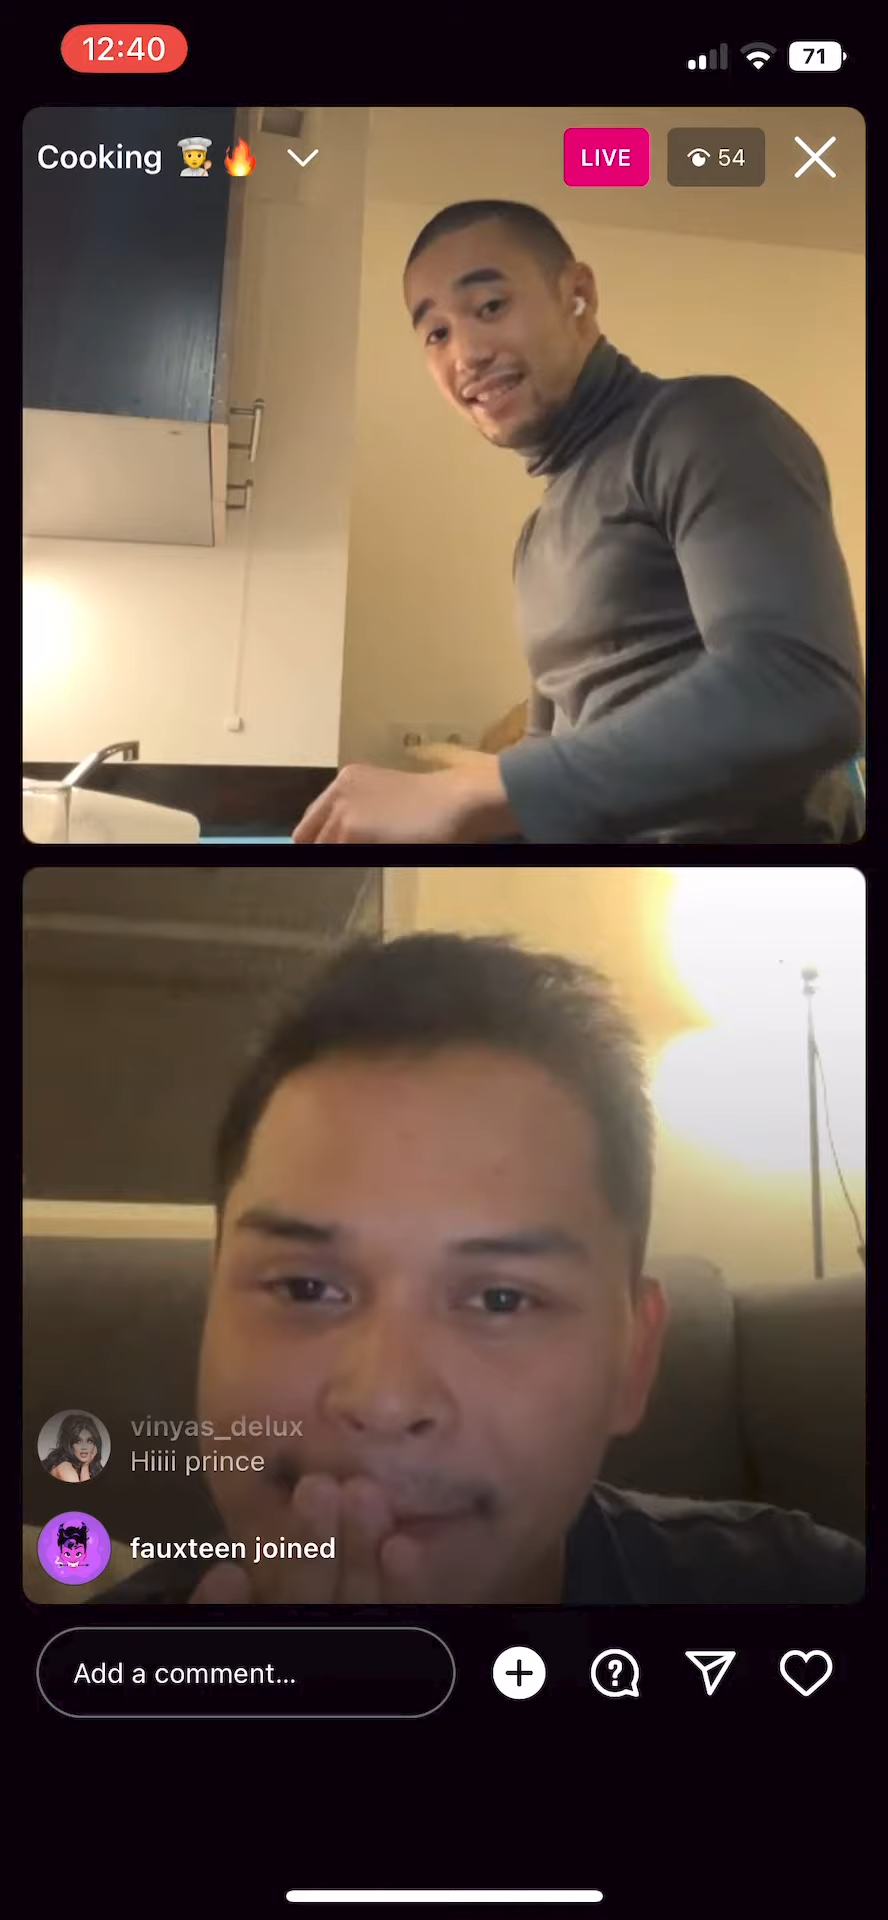 12:40
71
Cooking 🧑‍🍳🔥
LIVE
54
vinyas_delux
Hiiii prince
fauxteen joined
Add a comment...